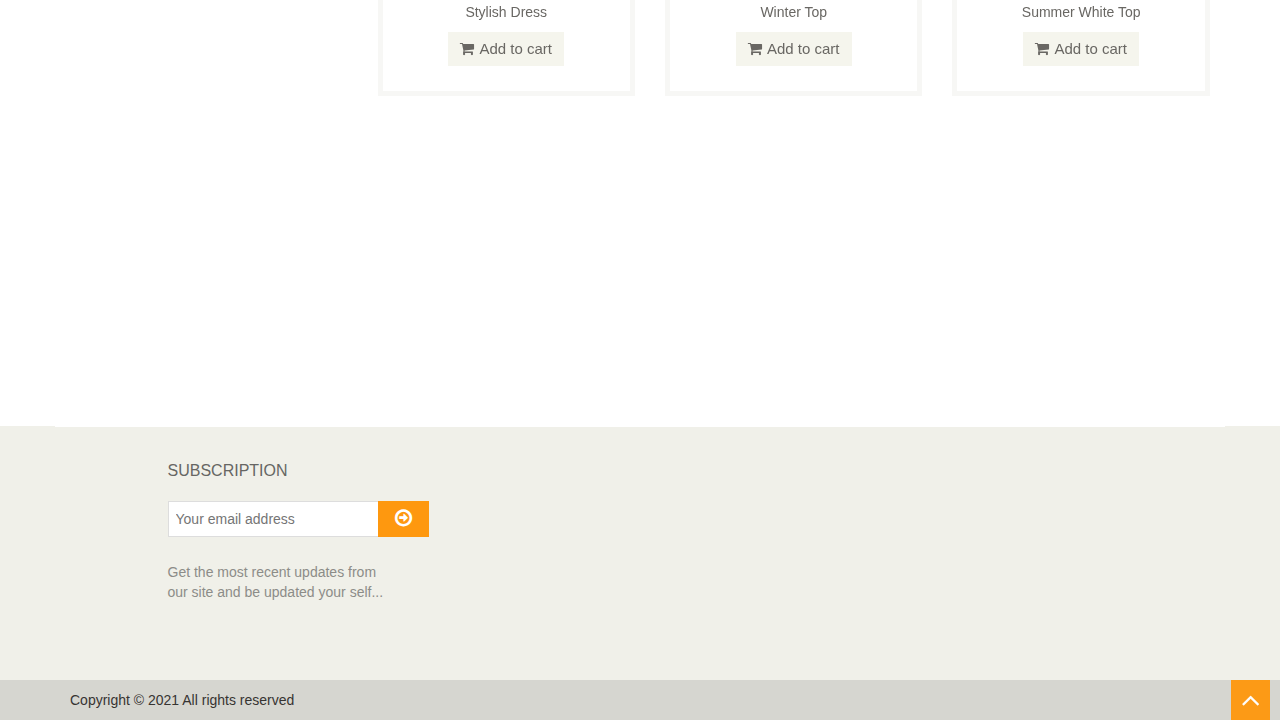 Stylish Dress
Winter Top
Summer White Top
Add to cart
Add to cart
Add to cart
SUBSCRIPTION
Your email address
Get the most recent updates from
our site and be updated your self...
Copyright © 2021 All rights reserved